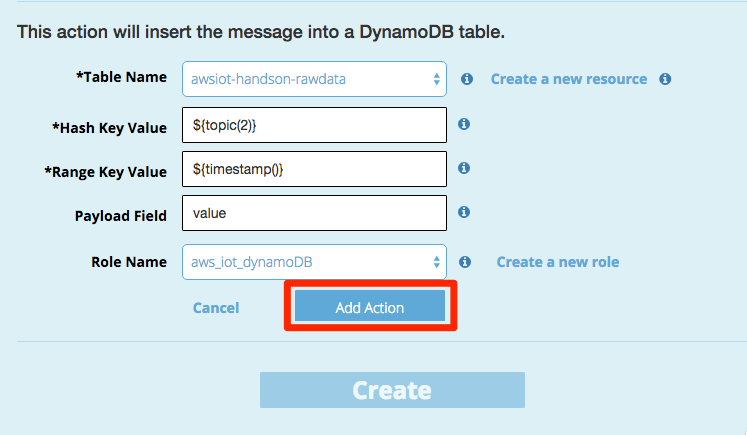 This action will insert the message into a DynamoDB table.
*Table Name awsiot-handson-rawdata Create a new resource
*Hash Key Value ${topic(2)}
*Range Key Value ${timestamp()}
Payload Field value
Role Name aws_iot_dynamoDB Create a new role
Cancel Add Action
Create